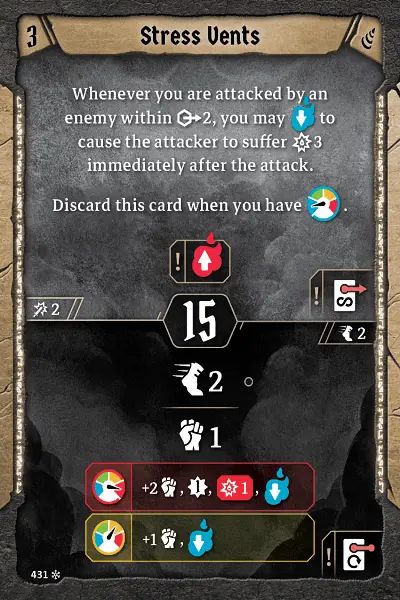 3
Stress Vents
Whenever you are attacked by an
enemy within 2, you may to
cause the attacker to suffer 3
immediately after the attack.
Discard this card when you have .
!
!
2
15
2
2
1
+2 , , 1 ,
+1 ,
!
431